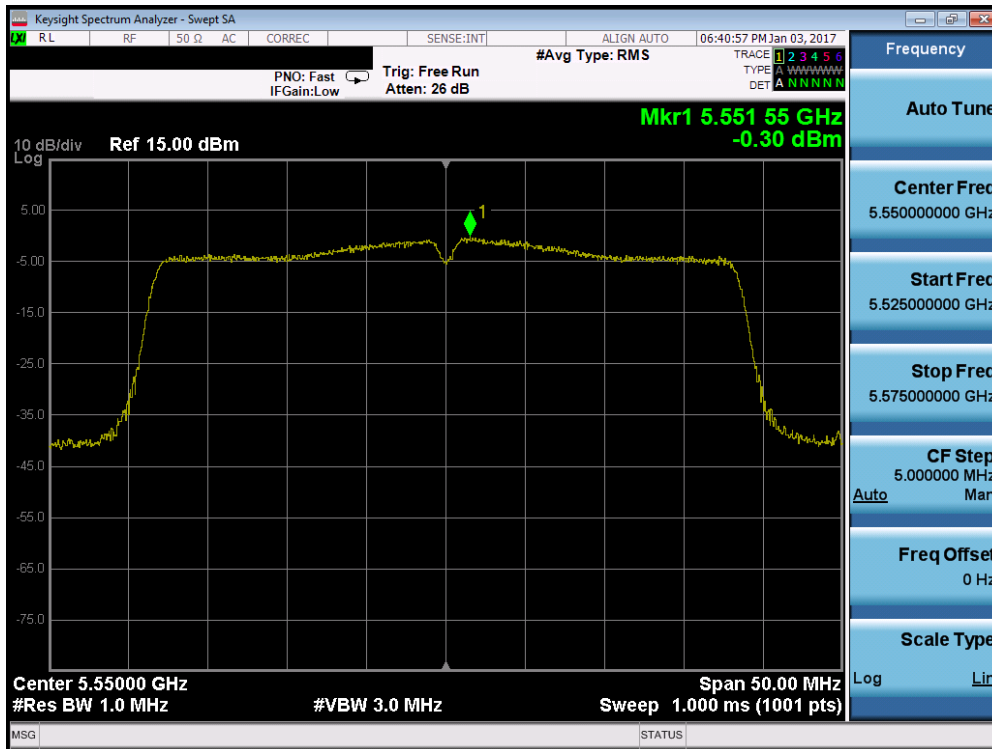 Keysight Spectrum Analyzer - Swept SA
LXI RL RF 50 Ω AC CORREC SENSE:INT ALIGN AUTO 06:40:57 PM Jan 03, 2017
#Avg Type: RMS TRACE 1 2 3 4 5 6
PNO: Fast Trig: Free Run TYPE A WWWWW
IFGain:Low Atten: 26 dB DET A N N N N N
Mkr1 5.551 55 GHz
-0.30 dBm
10 dB/div Ref 15.00 dBm
Log
1
5.00
-5.00
-15.0
-25.0
-35.0
-45.0
-55.0
-65.0
-75.0
Center 5.55000 GHz Span 50.00 MHz
#Res BW 1.0 MHz #VBW 3.0 MHz Sweep 1.000 ms (1001 pts)
MSG STATUS
Frequency
Auto Tune
Center Freq
5.550000000 GHz
Start Freq
5.525000000 GHz
Stop Freq
5.575000000 GHz
CF Step
5.000000 MHz
Auto Man
Freq Offset
0 Hz
Scale Type
Log Lin